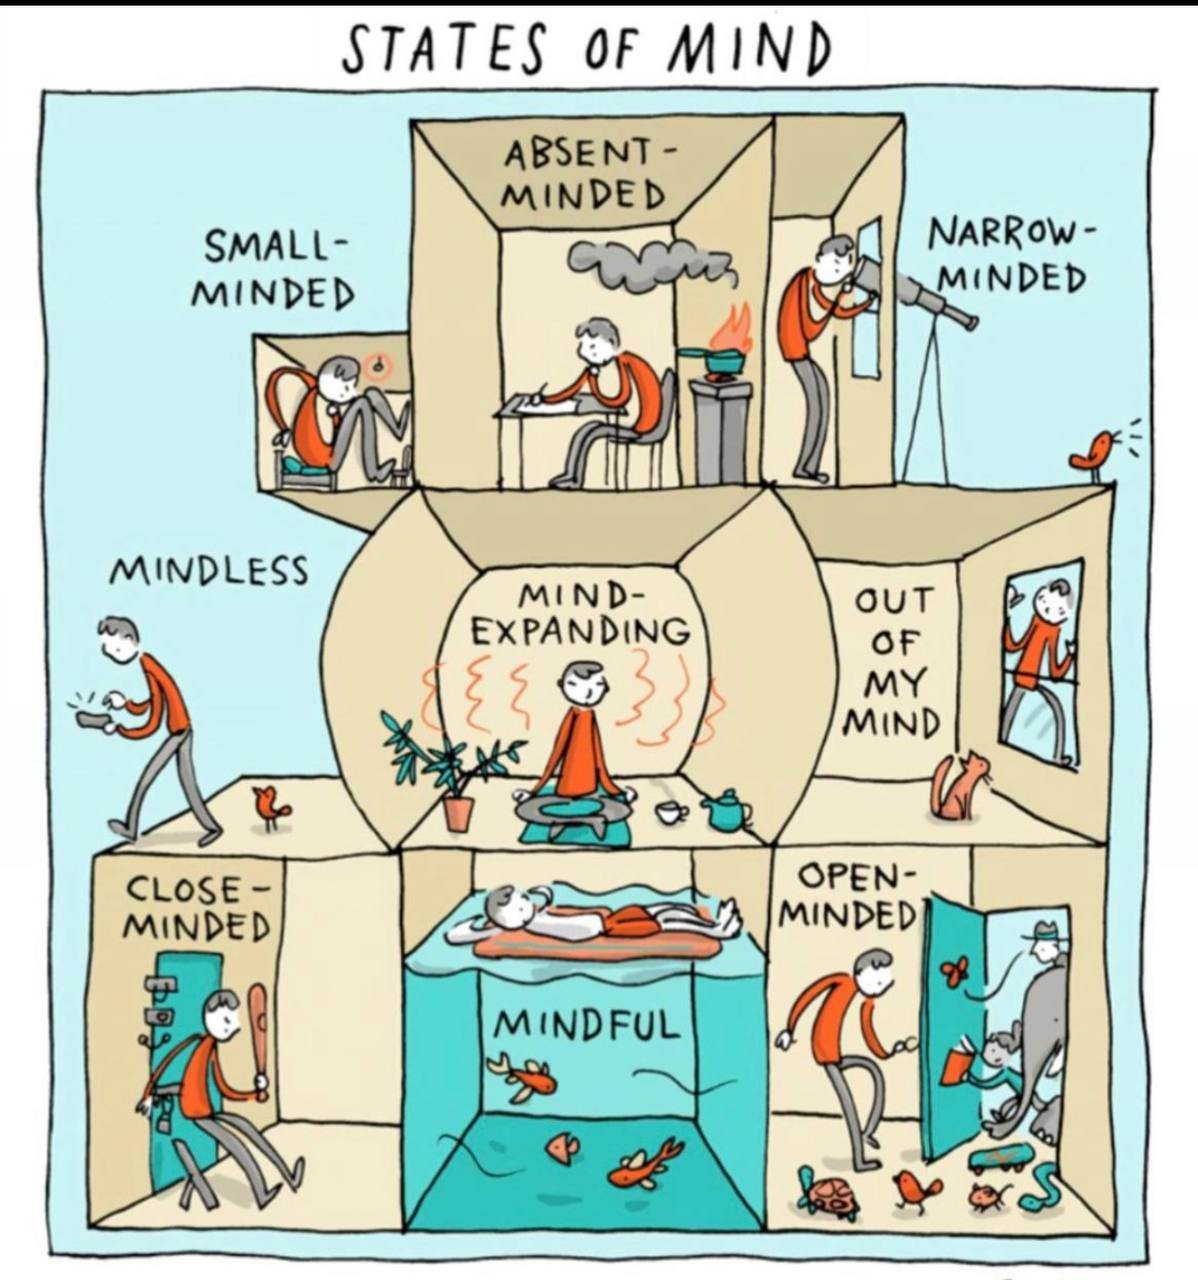 STATES OF MIND
ABSENT-
MINDED
SMALL-
MINDED
NARROW-
MINDED
MINDLESS
MIND-
EXPANDING
OUT
OF
MY
MIND
CLOSE-
MINDED
MINDFUL
OPEN-
MINDED